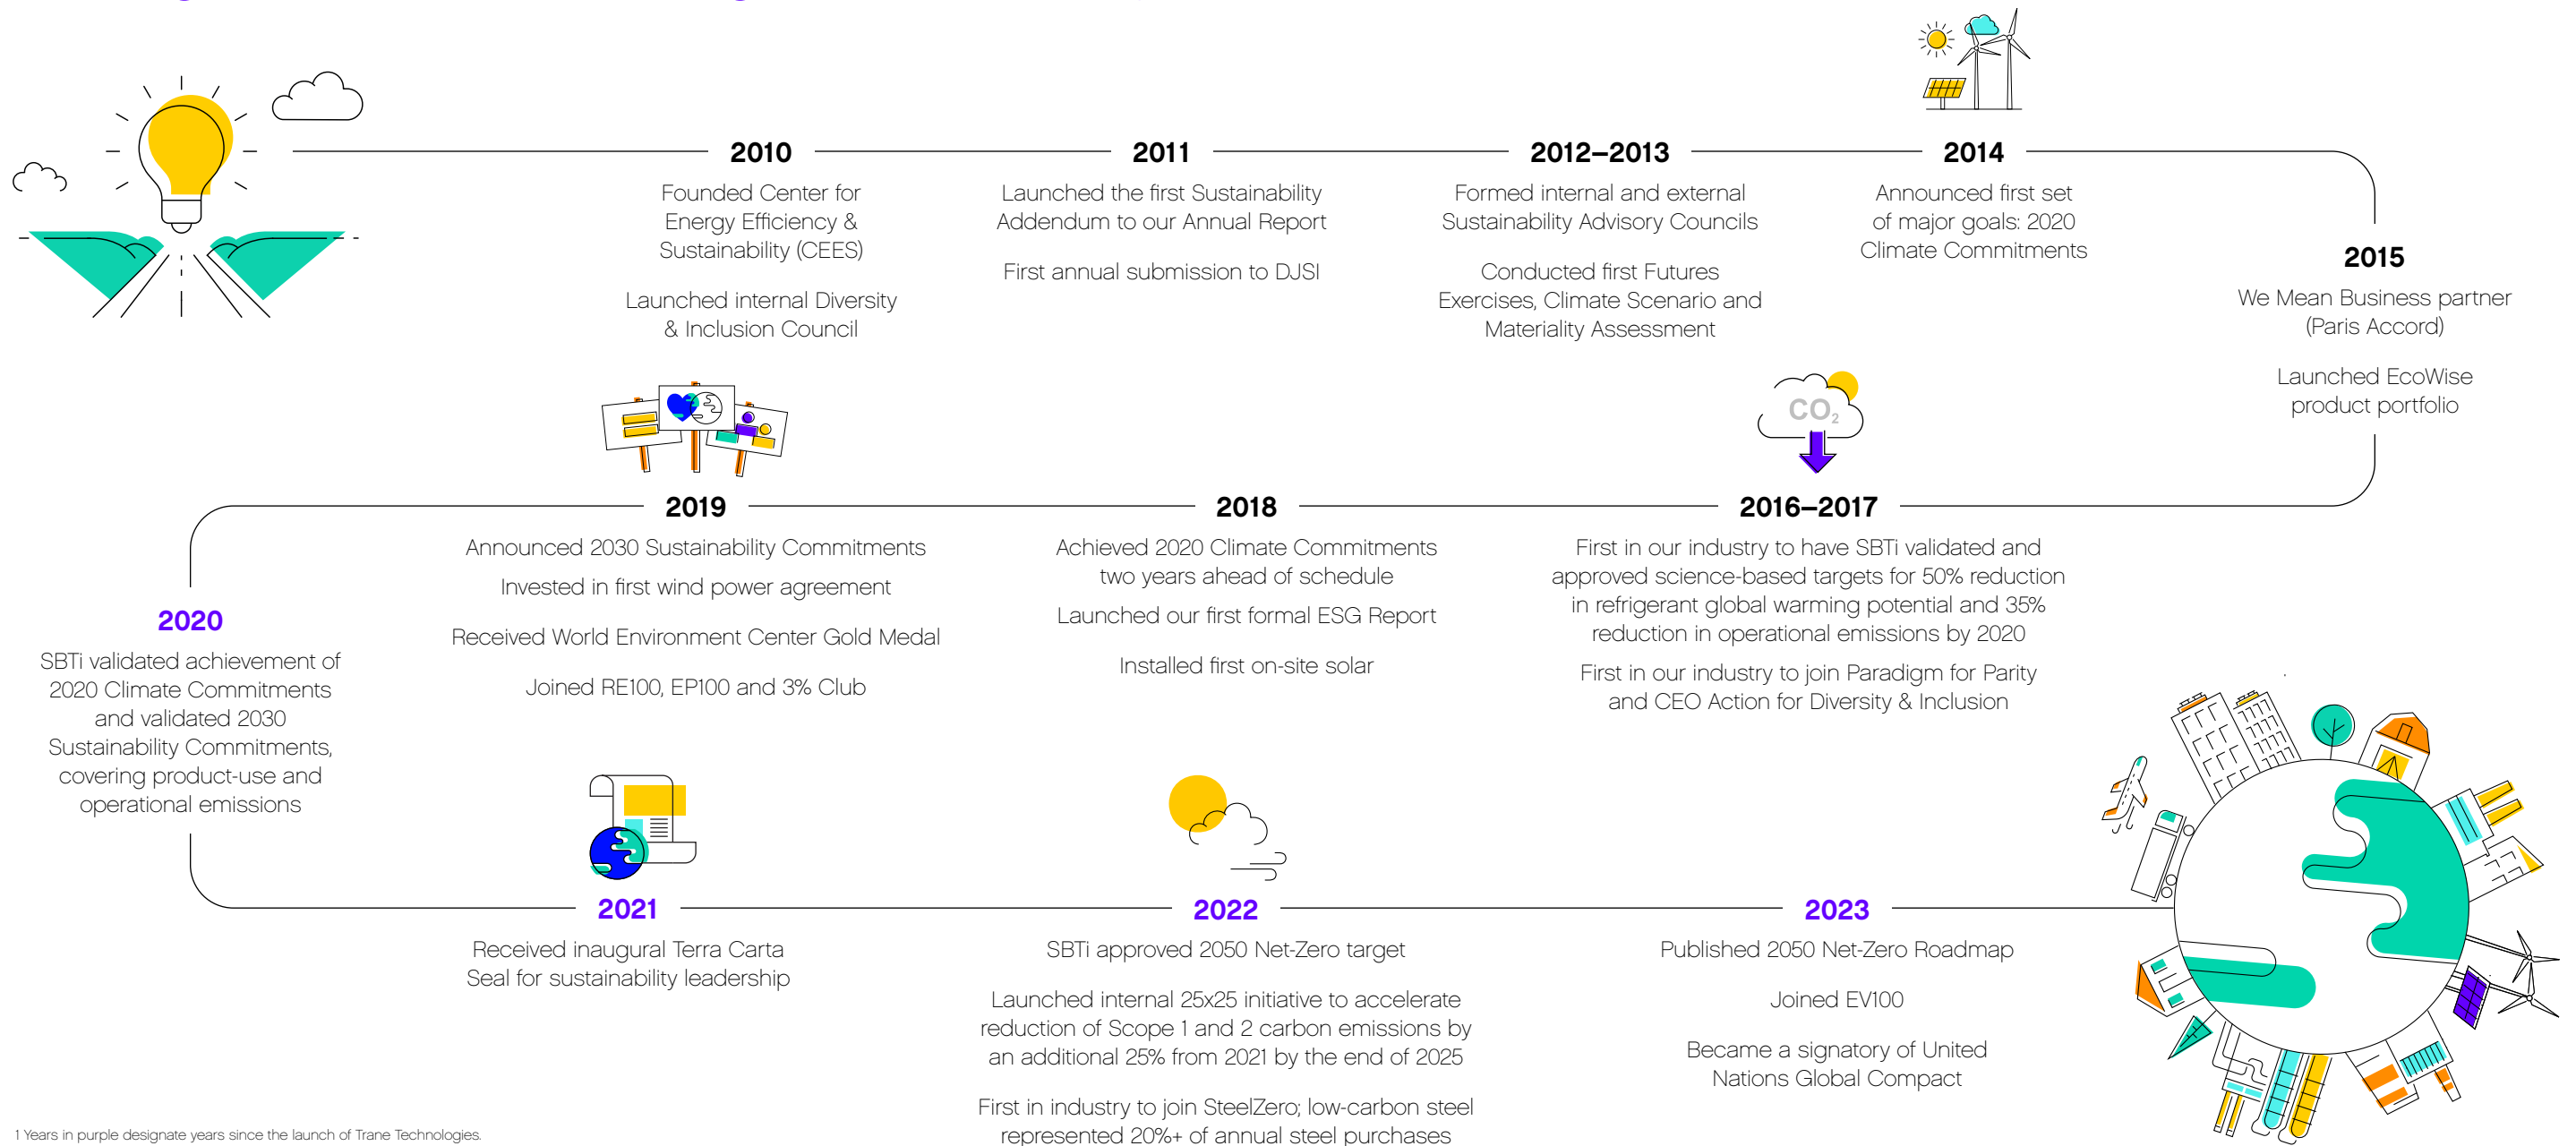 2010
Founded Center for
Energy Efficiency &
Sustainability (CEES)
Launched internal Diversity
& Inclusion Council
2011
Launched the first Sustainability
Addendum to our Annual Report
First annual submission to DJSI
2012–2013
Formed internal and external
Sustainability Advisory Councils
Conducted first Futures
Exercises, Climate Scenario and
Materiality Assessment
2014
Announced first set
of major goals: 2020
Climate Commitments
2015
We Mean Business partner
(Paris Accord)
Launched EcoWise
product portfolio
CO2
2016–2017
First in our industry to have SBTi validated and
approved science-based targets for 50% reduction
in refrigerant global warming potential and 35%
reduction in operational emissions by 2020
First in our industry to join Paradigm for Parity
and CEO Action for Diversity & Inclusion
2018
Achieved 2020 Climate Commitments
two years ahead of schedule
Launched our first formal ESG Report
Installed first on-site solar
2019
Announced 2030 Sustainability Commitments
Invested in first wind power agreement
Received World Environment Center Gold Medal
Joined RE100, EP100 and 3% Club
2020
SBTi validated achievement of
2020 Climate Commitments
and validated 2030
Sustainability Commitments,
covering product-use and
operational emissions
2021
Received inaugural Terra Carta
Seal for sustainability leadership
2022
SBTi approved 2050 Net-Zero target
Launched internal 25x25 initiative to accelerate
reduction of Scope 1 and 2 carbon emissions by
an additional 25% from 2021 by the end of 2025
First in industry to join SteelZero; low-carbon steel
represented 20%+ of annual steel purchases
2023
Published 2050 Net-Zero Roadmap
Joined EV100
Became a signatory of United
Nations Global Compact
1 Years in purple designate years since the launch of Trane Technologies.